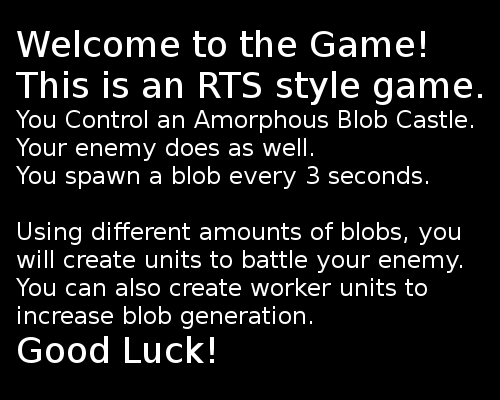 Welcome to the Game!
This is an RTS style game.
You Control an Amorphous Blob Castle.
Your enemy does as well.
You spawn a blob every 3 seconds.
Using different amounts of blobs, you
will create units to battle your enemy.
You can also create worker units to
increase blob generation.
Good Luck!